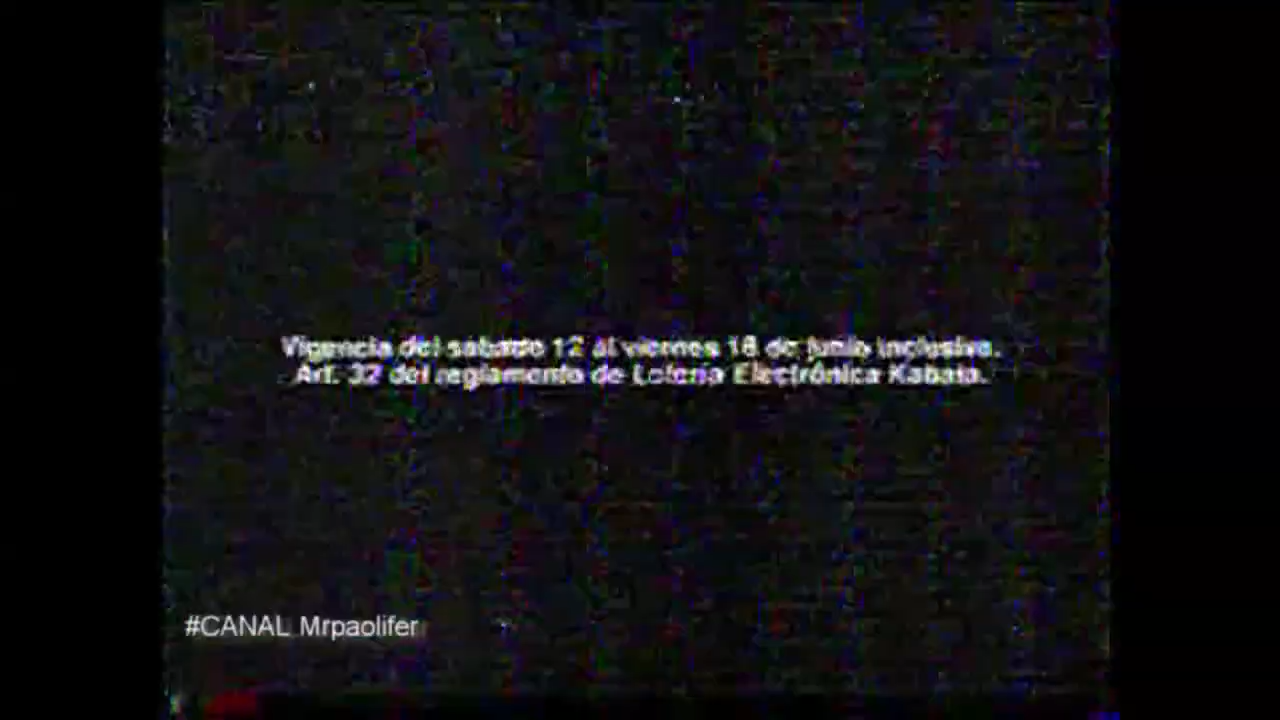 Vigencia del sábado 12 al viernes 18 de junio inclusive.
Art. 32 del reglamento de Lotería Electrónica Kabala.
#CANAL Mrpaolifer